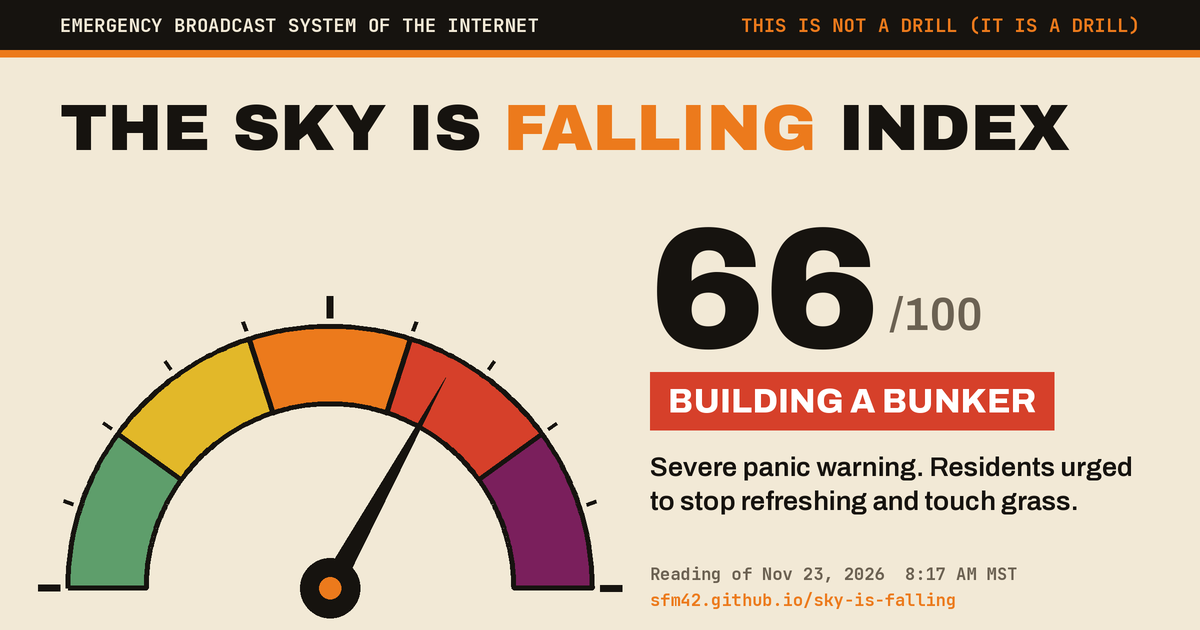 EMERGENCY BROADCAST SYSTEM OF THE INTERNET
THIS IS NOT A DRILL (IT IS A DRILL)
THE SKY IS FALLING INDEX
66 /100
BUILDING A BUNKER
Severe panic warning. Residents urged
to stop refreshing and touch grass.
Reading of Nov 23, 2026  8:17 AM MST
sfm42.github.io/sky-is-falling